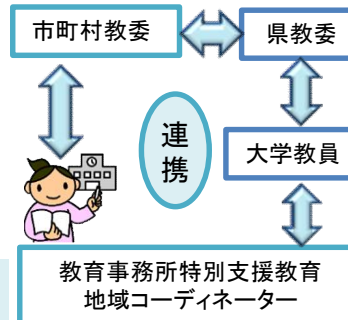 市町村教委
県教委
連
携
大学教員
教育事務所特別支援教育
地域コーディネーター